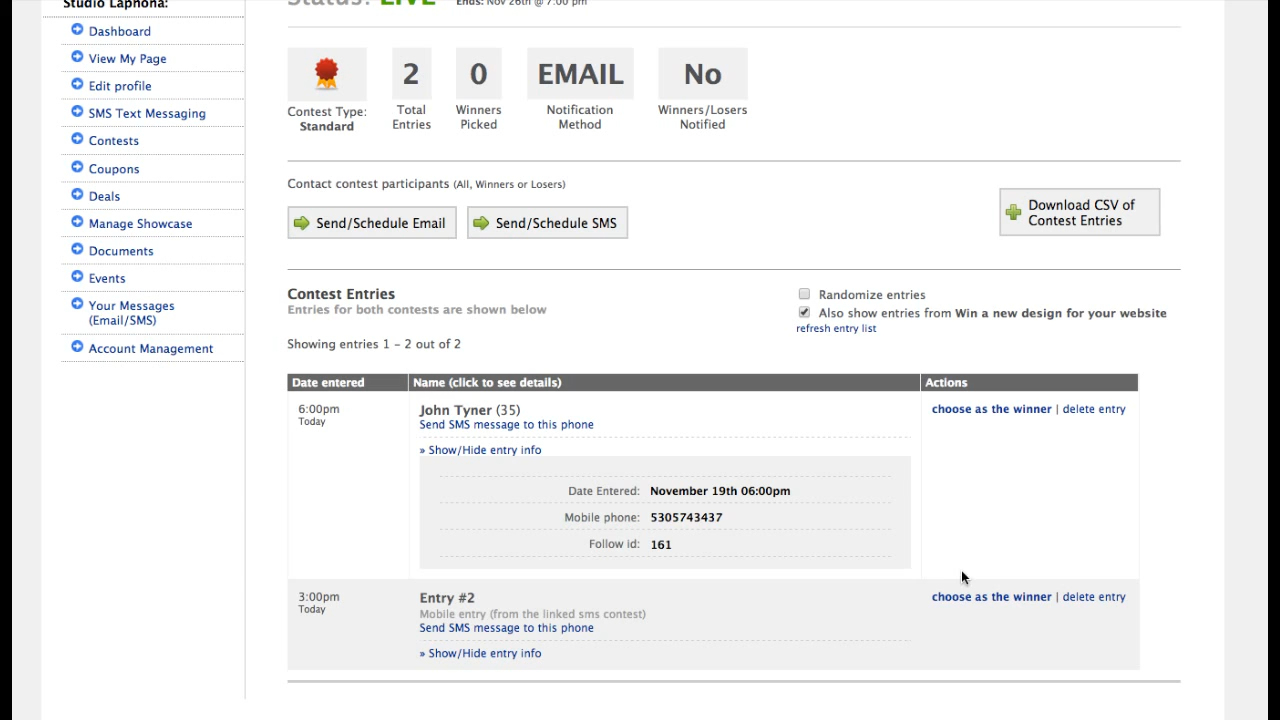 Studio Laphona:
Dashboard
View My Page
Edit profile
SMS Text Messaging
Contests
Coupons
Deals
Manage Showcase
Documents
Events
Your Messages
(Email/SMS)
Account Management
Status: LIVE Ends: Nov 26th @ 7:00 pm
2 0 EMAIL No
Contest Type: Total Winners Notification Winners/Losers
Standard Entries Picked Method Notified
Contact contest participants (All, Winners or Losers)
Send/Schedule Email Send/Schedule SMS
Download CSV of
Contest Entries
Contest Entries
Entries for both contests are shown below
Randomize entries
Also show entries from Win a new design for your website
refresh entry list
Showing entries 1 - 2 out of 2
Date entered Name (click to see details) Actions
6:00pm John Tyner (35) choose as the winner | delete entry
Today
Send SMS message to this phone
» Show/Hide entry info
Date Entered: November 19th 06:00pm
Mobile phone: 5305743437
Follow id: 161
3:00pm Entry #2 choose as the winner | delete entry
Today
Mobile entry (from the linked sms contest)
Send SMS message to this phone
» Show/Hide entry info